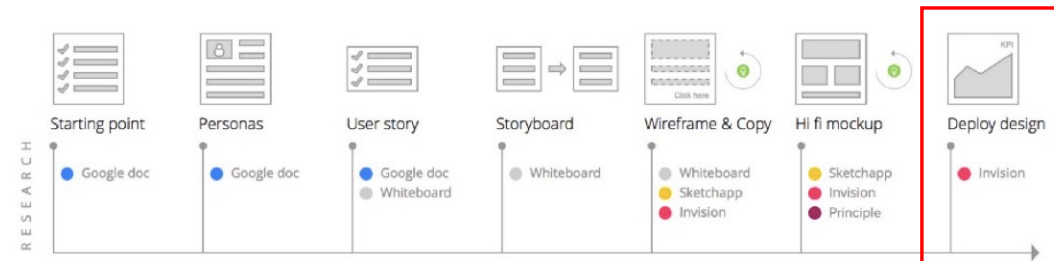 KPI
Click here
Starting point
Personas
User story
Storyboard
Wireframe & Copy
Hi fi mockup
Deploy design
RESEARCH
Google doc
Google doc
Google doc
Whiteboard
Whiteboard
Whiteboard
Sketchapp
Invision
Sketchapp
Invision
Principle
Invision